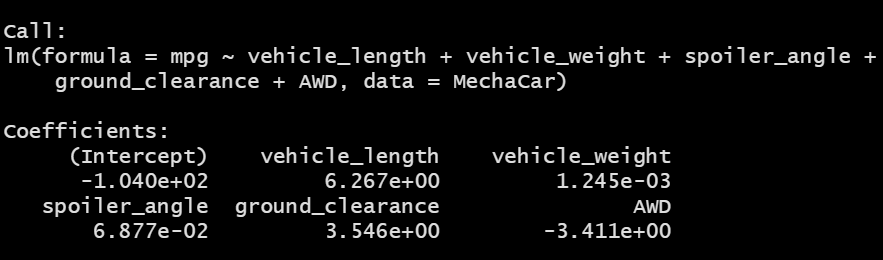 Call:
lm(formula = mpg ~ vehicle_length + vehicle_weight + spoiler_angle +
    ground_clearance + AWD, data = MechaCar)

Coefficients:
     (Intercept)    vehicle_length    vehicle_weight
      -1.040e+02         6.267e+00         1.245e-03
   spoiler_angle  ground_clearance               AWD
       6.877e-02         3.546e+00        -3.411e+00